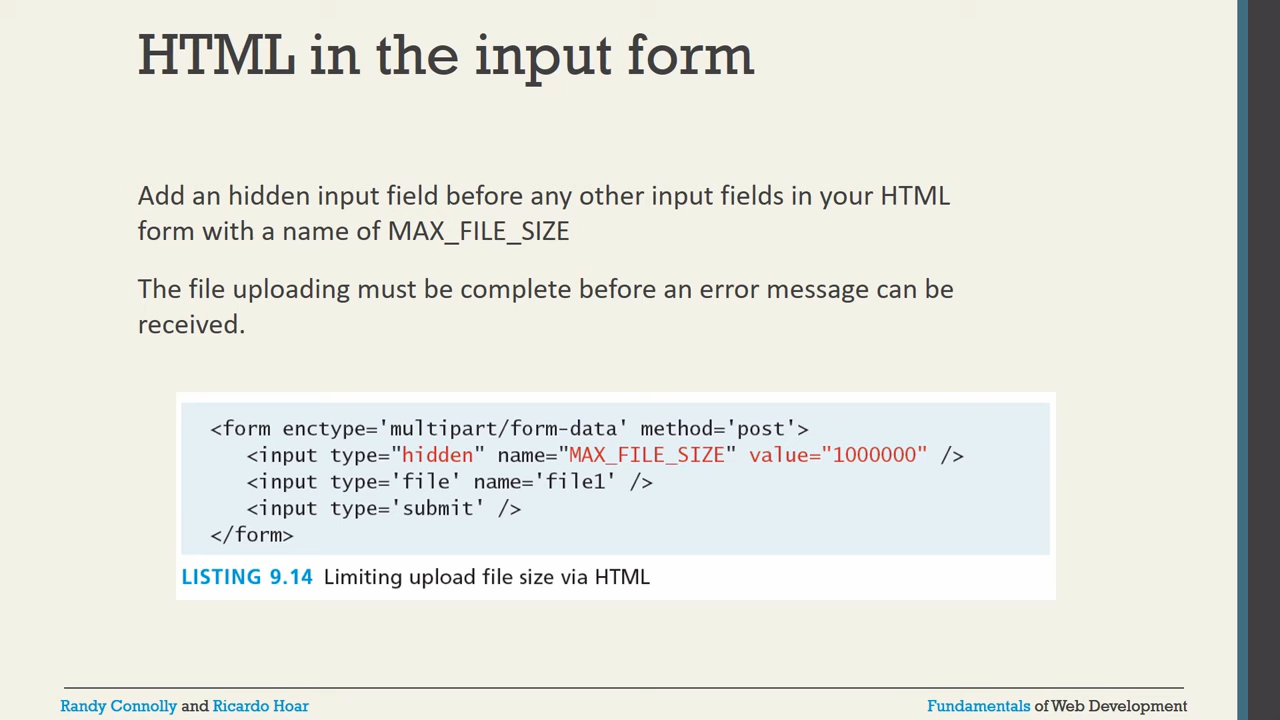 HTML in the input form
Add an hidden input field before any other input fields in your HTML
form with a name of MAX_FILE_SIZE
The file uploading must be complete before an error message can be
received.
<form enctype='multipart/form-data' method='post'>
<input type="hidden" name="MAX_FILE_SIZE" value="1000000" />
<input type='file' name='file1' />
<input type='submit' />
</form>
LISTING 9.14 Limiting upload file size via HTML
Randy Connolly and Ricardo Hoar
Fundamentals of Web Development